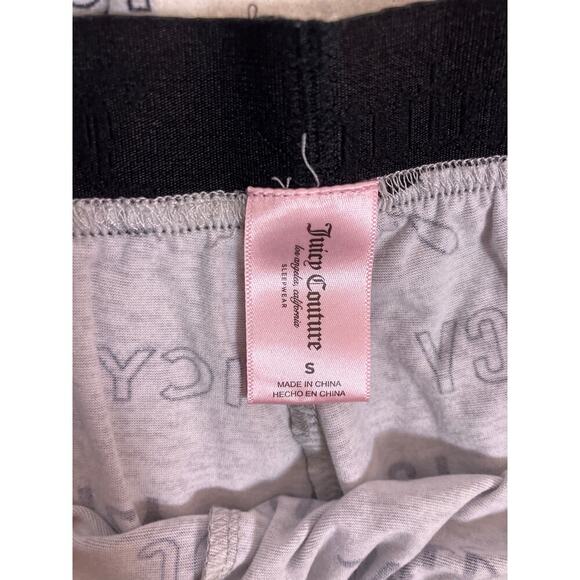 Juicy Couture
los angeles, california
SLEEPWEAR
S
MADE IN CHINA
HECHO EN CHINA